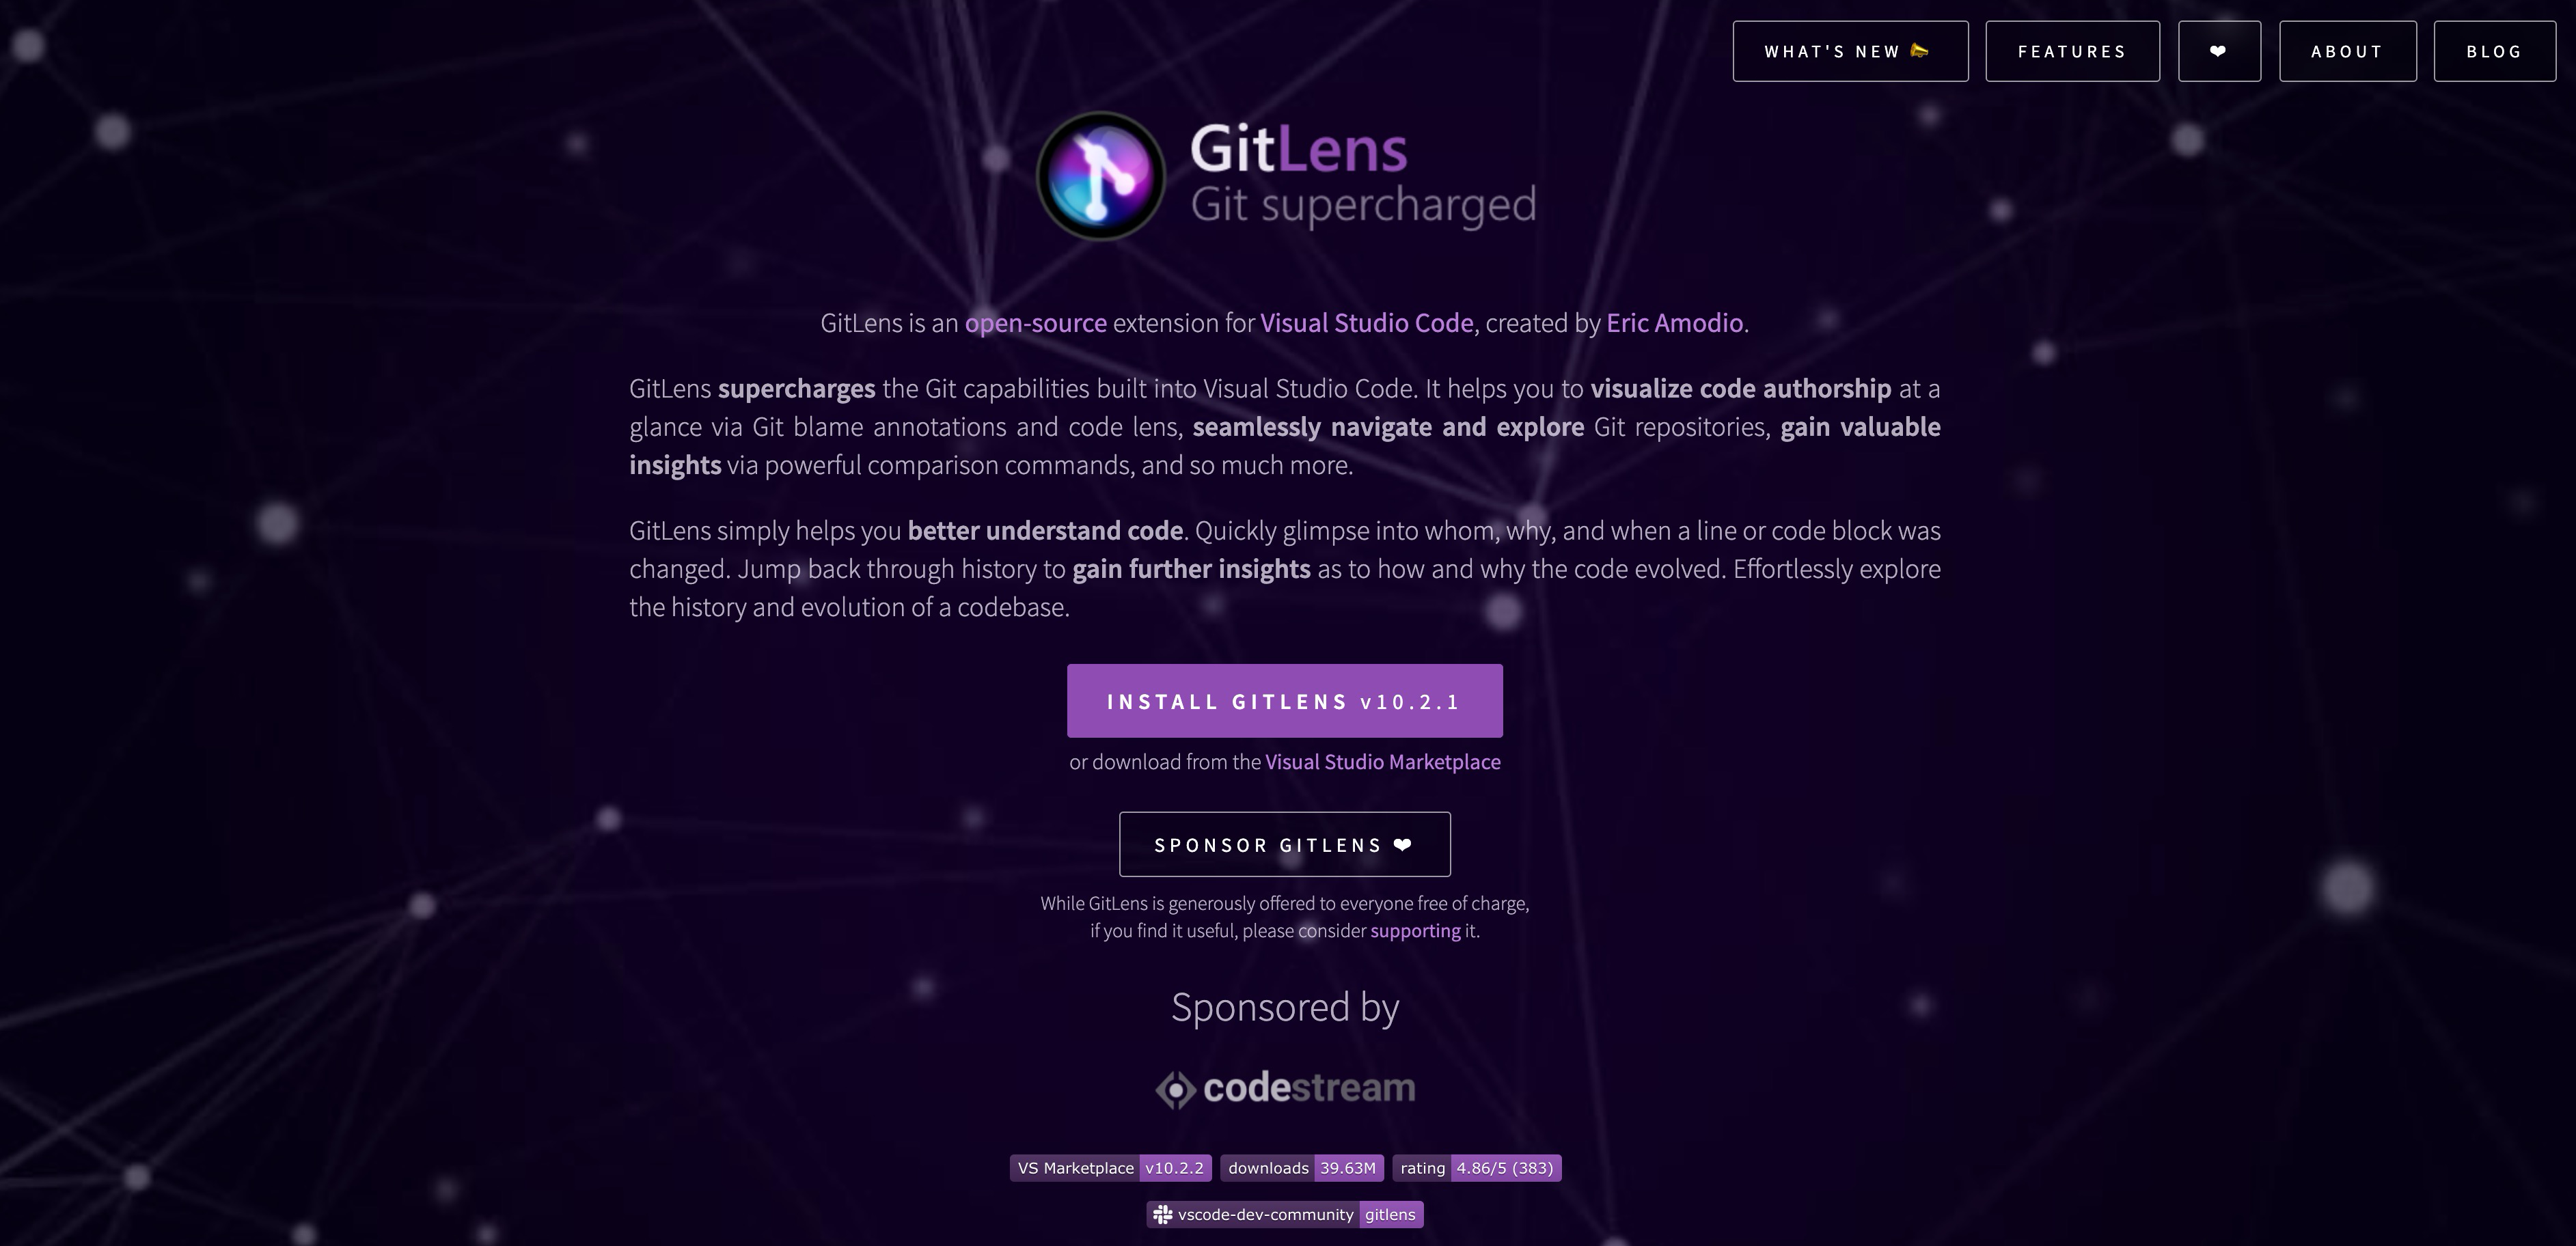 WHAT'S NEW FEATURES ❤ ABOUT BLOG
GitLens
Git supercharged
GitLens is an open-source extension for Visual Studio Code, created by Eric Amodio.
GitLens supercharges the Git capabilities built into Visual Studio Code. It helps you to visualize code authorship at a
glance via Git blame annotations and code lens, seamlessly navigate and explore Git repositories, gain valuable
insights via powerful comparison commands, and so much more.
GitLens simply helps you better understand code. Quickly glimpse into whom, why, and when a line or code block was
changed. Jump back through history to gain further insights as to how and why the code evolved. Effortlessly explore
the history and evolution of a codebase.
INSTALL GITLENS v10.2.1
or download from the Visual Studio Marketplace
SPONSOR GITLENS ❤
While GitLens is generously offered to everyone free of charge,
if you find it useful, please consider supporting it.
Sponsored by
codestream
VS Marketplace v10.2.2 downloads 39.63M rating 4.86/5 (383)
vscode-dev-community gitlens